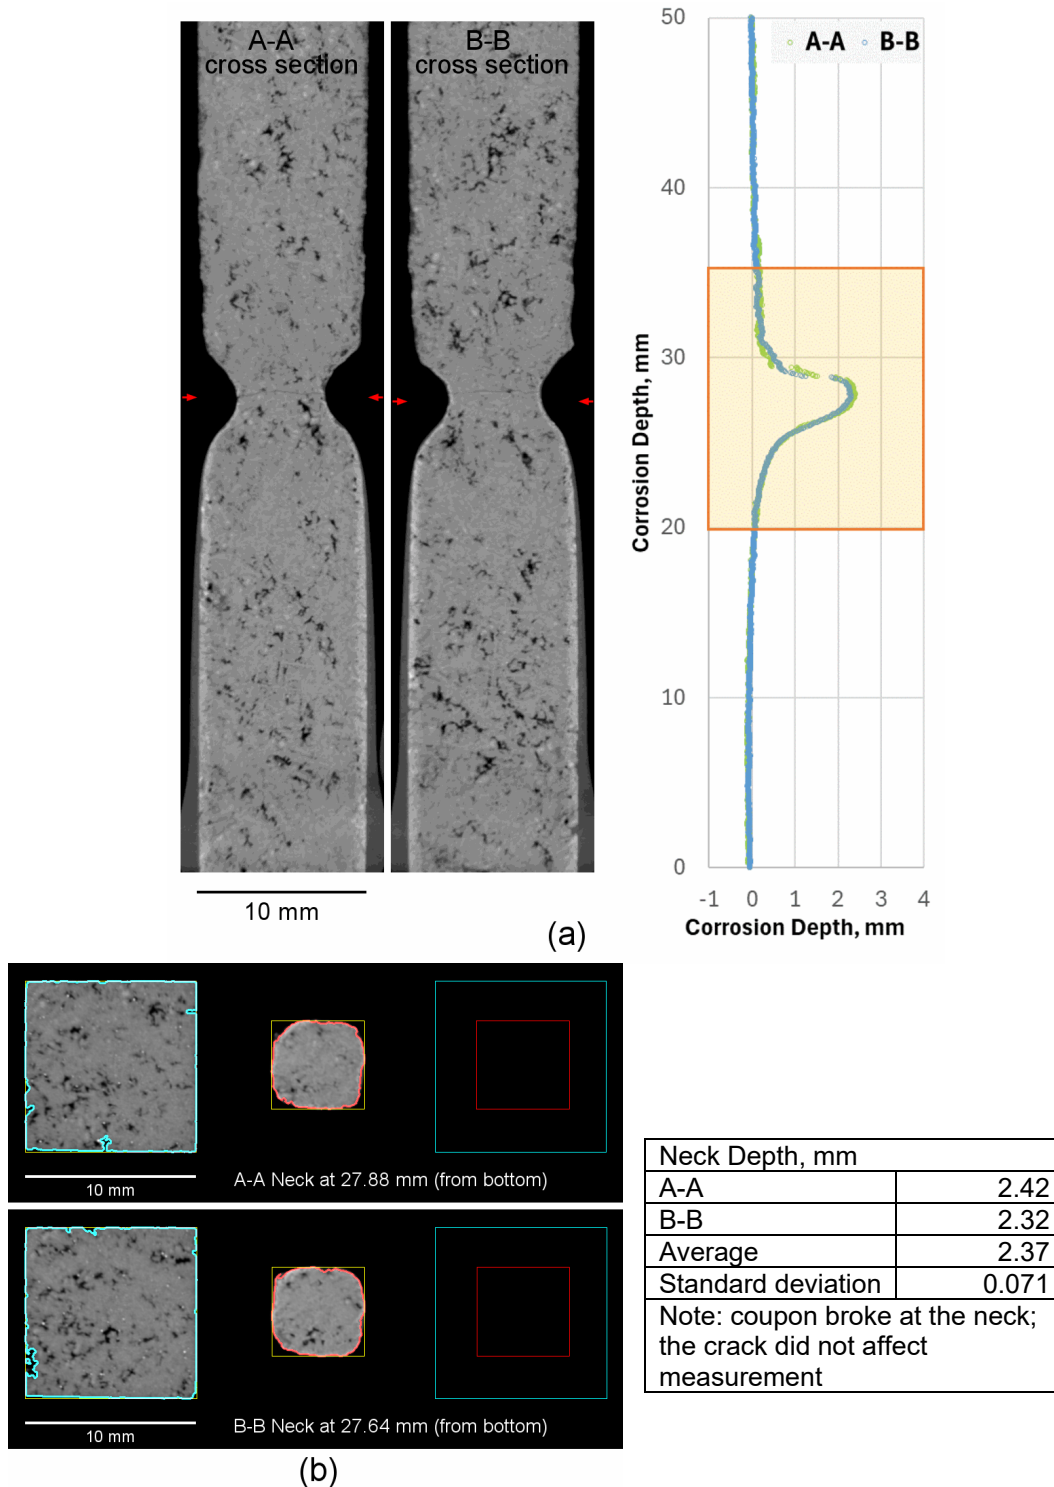 A-A
cross section
B-B
cross section
10 mm
(a)
A-A B-B
50
40
30
20
10
0
-1 0 1 2 3 4
Corrosion Depth, mm
Corrosion Depth, mm
10 mm
A-A Neck at 27.88 mm (from bottom)
10 mm
B-B Neck at 27.64 mm (from bottom)
(b)
Neck Depth, mm
A-A 2.42
B-B 2.32
Average 2.37
Standard deviation 0.071
Note: coupon broke at the neck;
the crack did not affect
measurement